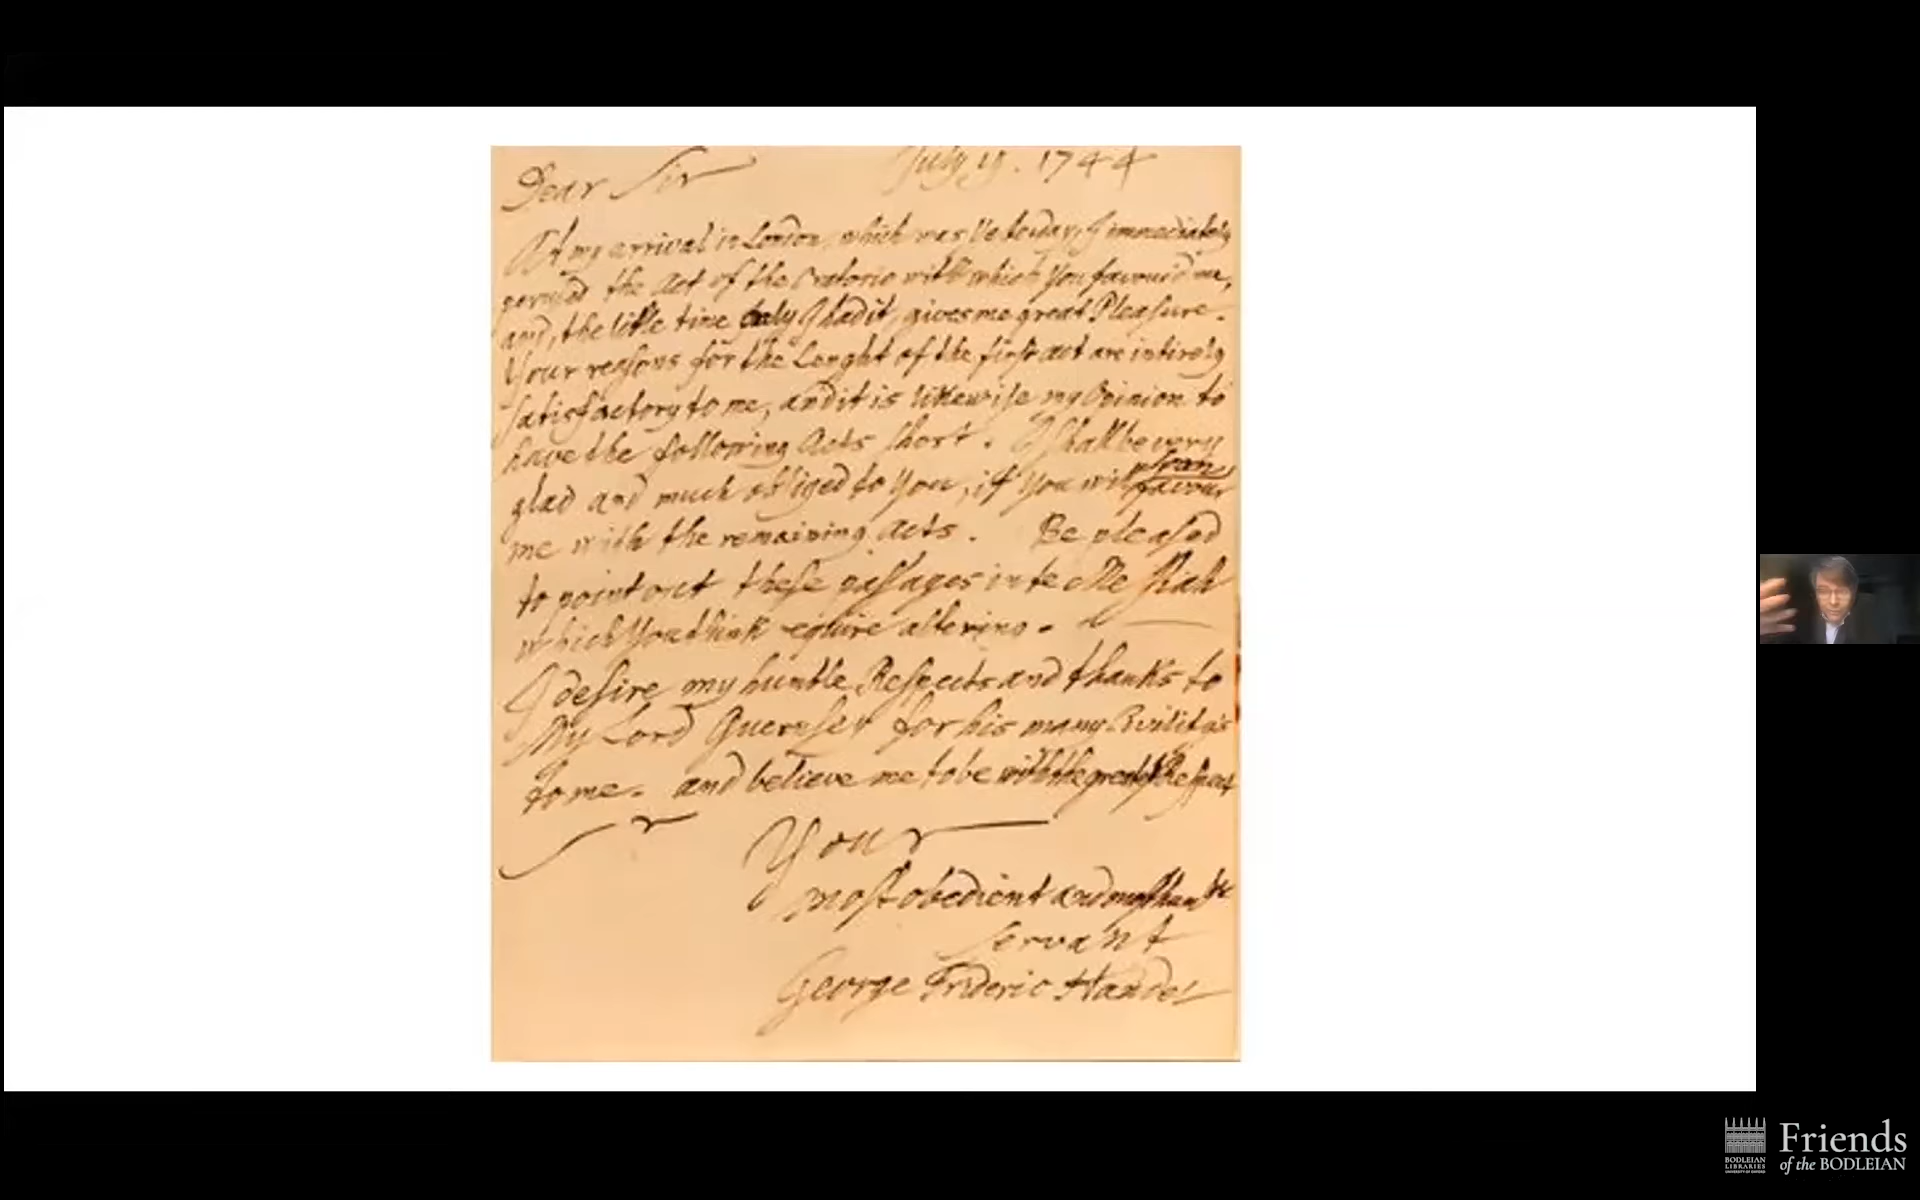 Dear Sir July 19. 1744
At my arrival in London, which was Yesterday, I immediately
perused the Act of the Oratorio with which You favour'd me,
and, the little time only I had it, gives me great Pleasure.
Your reasons for the Lenght of the first act are intirely
satisfactory to me, and it is likewise my Opinion to
have the following Acts short. I shall be very
glad and much obliged to You, if you will soon favour
me with the remaining Acts. Be pleased
to point out these passages in the Messiah
which You think require altering.
I desire my humble Respects and thanks to
My Lord Guernsey for his many Civility's
to me. and believe me to be with the greatest Respect
Sr
Your
most obedient and most humble
Servant
George Frideric Handel
BODLEIAN
LIBRARIES
UNIVERSITY OF OXFORD
Friends
of the BODLEIAN